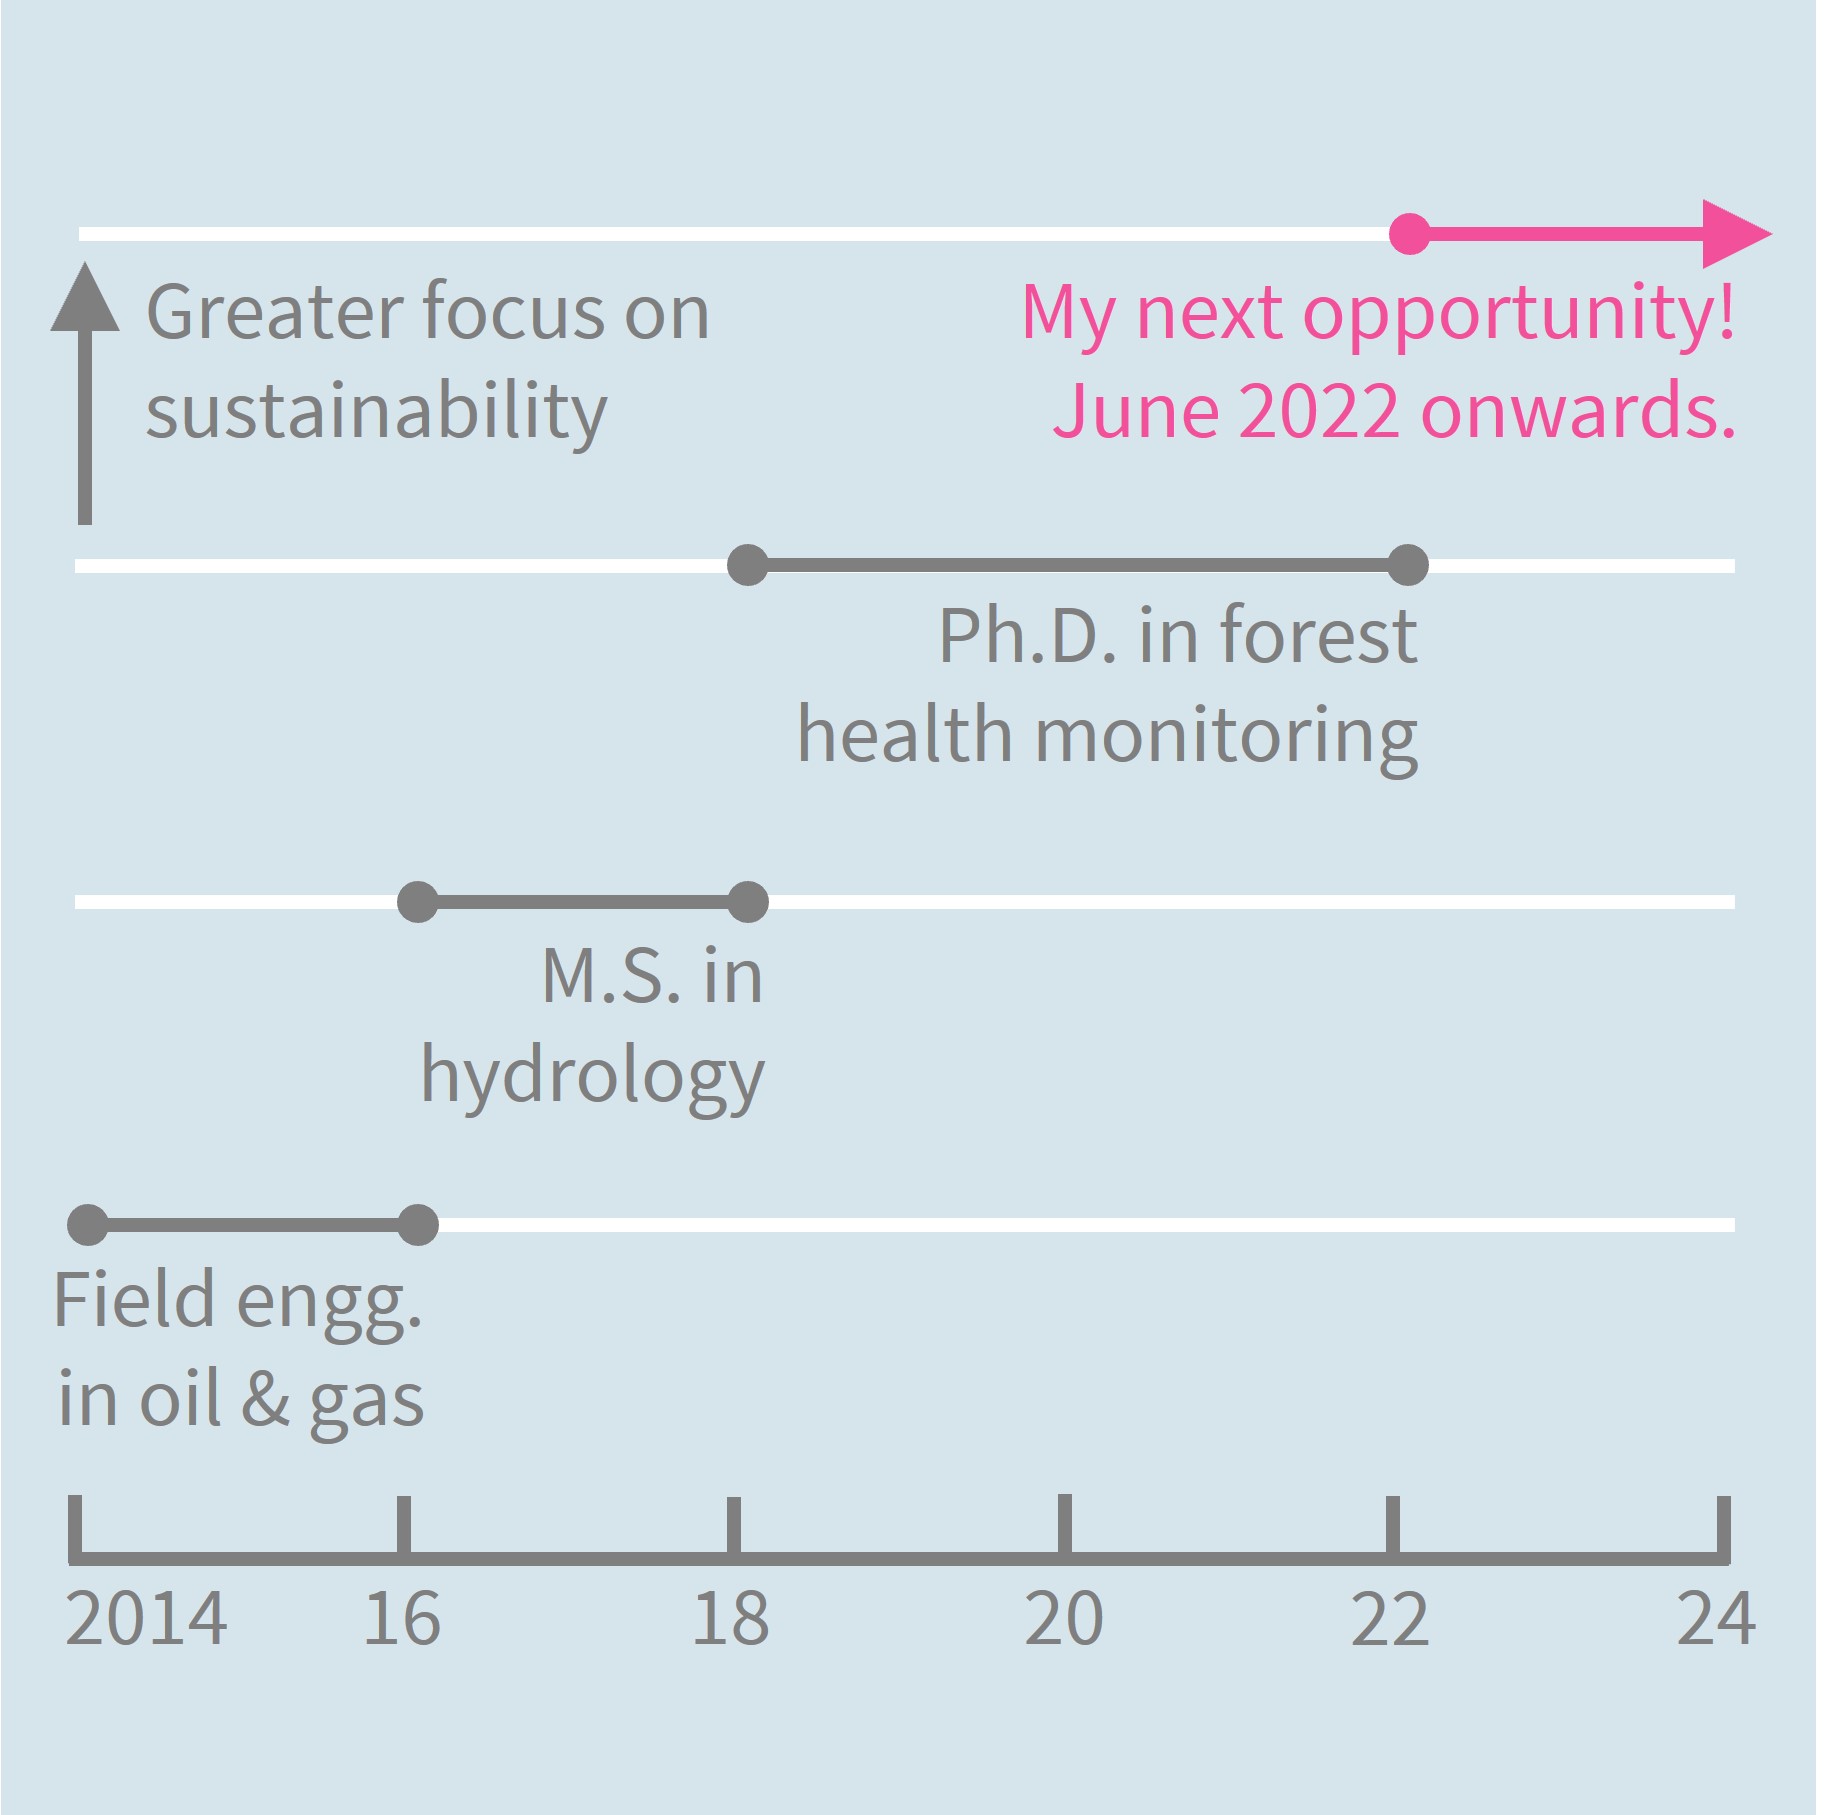 Greater focus on
sustainability
My next opportunity!
June 2022 onwards.
Ph.D. in forest
health monitoring
M.S. in
hydrology
Field engg.
in oil & gas
2014 16 18 20 22 24